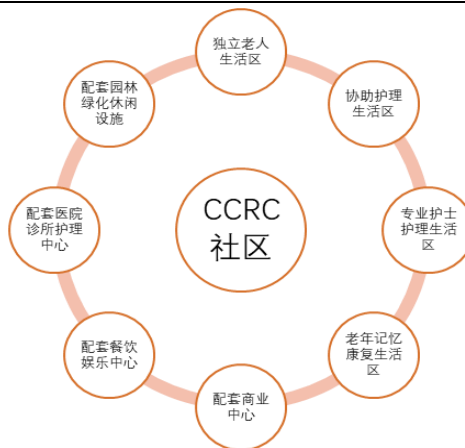 独立老人
生活区
协助护理
生活区
专业护士
护理生活
区
老年记忆
康复生活
区
配套商业
中心
配套餐饮
娱乐中心
配套医院
诊所护理
中心
配套园林
绿化休闲
设施
CCRC
社区